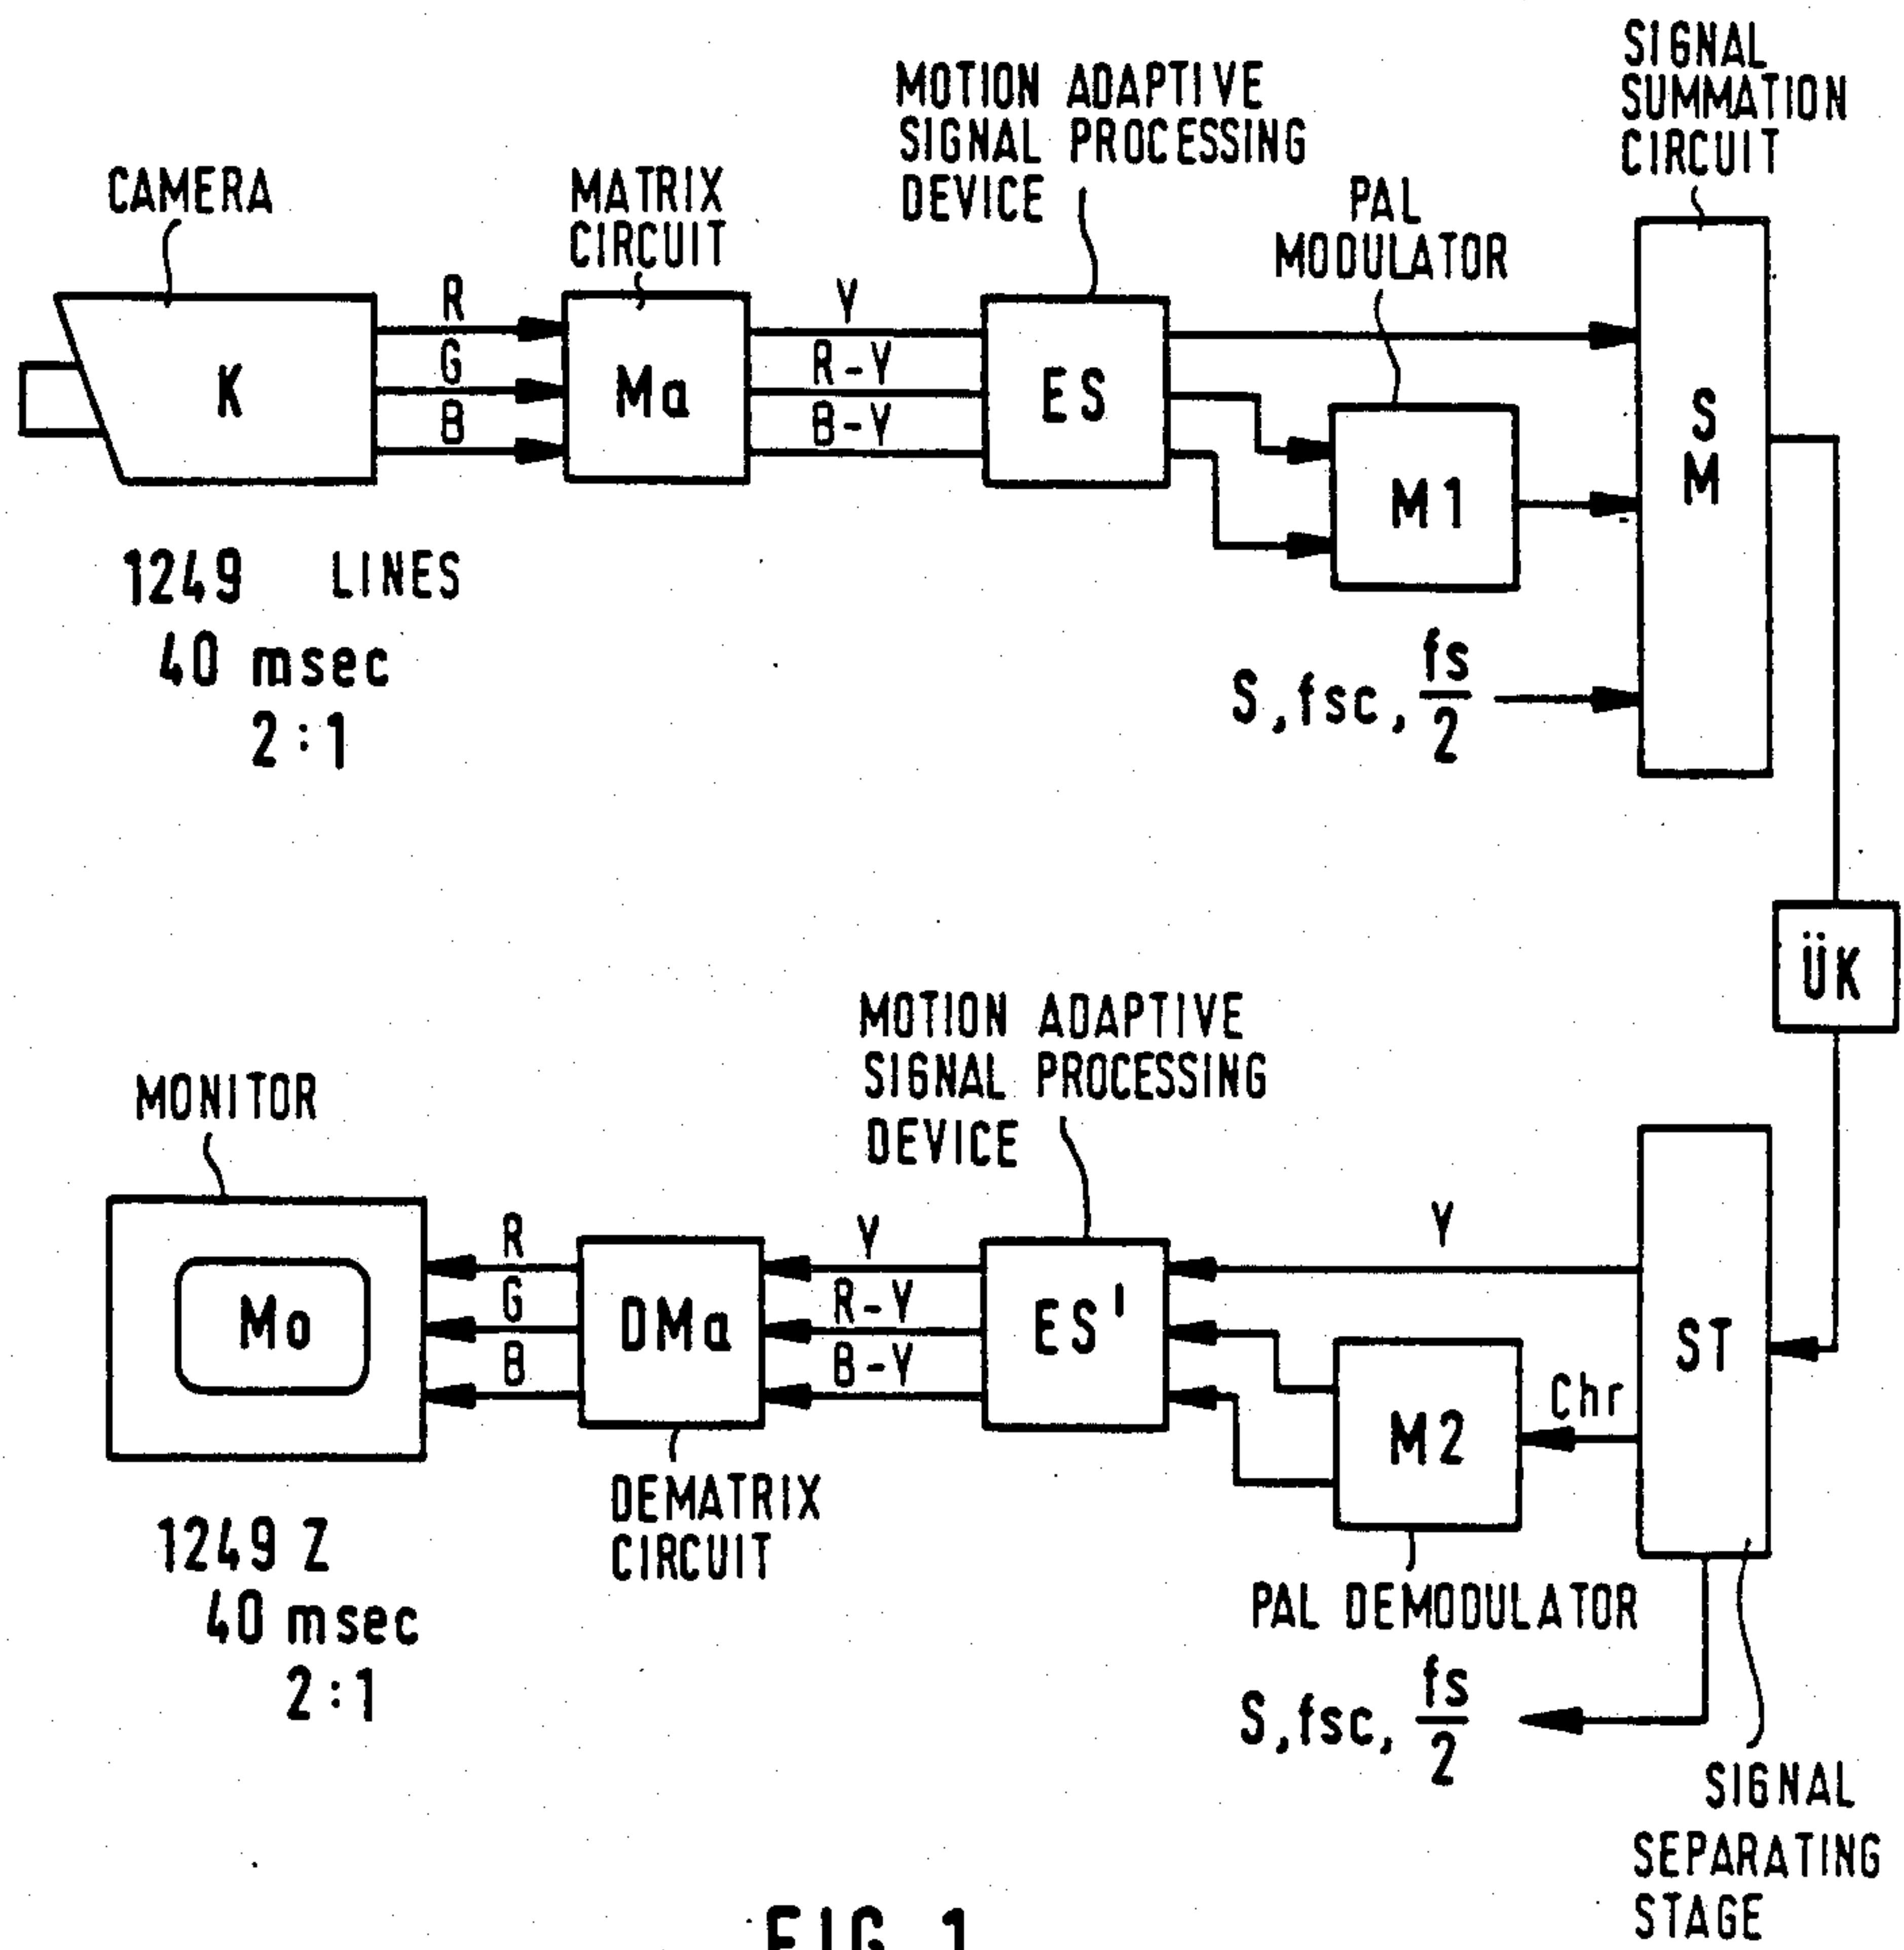 SIGNAL
SUMMATION
CIRCUIT
MOTION ADAPTIVE
SIGNAL PROCESSING
DEVICE
CAMERA
MATRIX
CIRCUIT
PAL
MODULATOR
R
G
B
Y
R-Y
B-Y
K
Ma
ES
M1
S
M
1249 LINES
40 msec
2:1
S,fsc, fs
2
ÜK
MOTION ADAPTIVE
SIGNAL PROCESSING
DEVICE
MONITOR
R
G
B
Y
R-Y
B-Y
Y
Mo
DMa
ES'
M2
Chr
ST
DEMATRIX
CIRCUIT
1249 Z
40 msec
2:1
PAL DEMODULATOR
S,fsc, fs
2
SIGNAL
SEPARATING
STAGE
FIG. 1